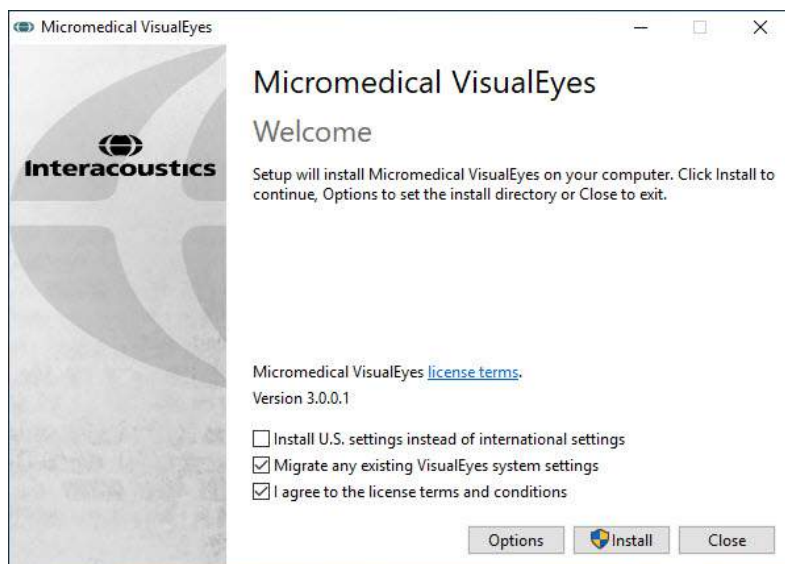 Micromedical VisualEyes
Interacoustics
Micromedical VisualEyes
Welcome
Setup will install Micromedical VisualEyes on your computer. Click Install to
continue, Options to set the install directory or Close to exit.
Micromedical VisualEyes license terms.
Version 3.0.0.1
Install U.S. settings instead of international settings
Migrate any existing VisualEyes system settings
I agree to the license terms and conditions
Options Install Close